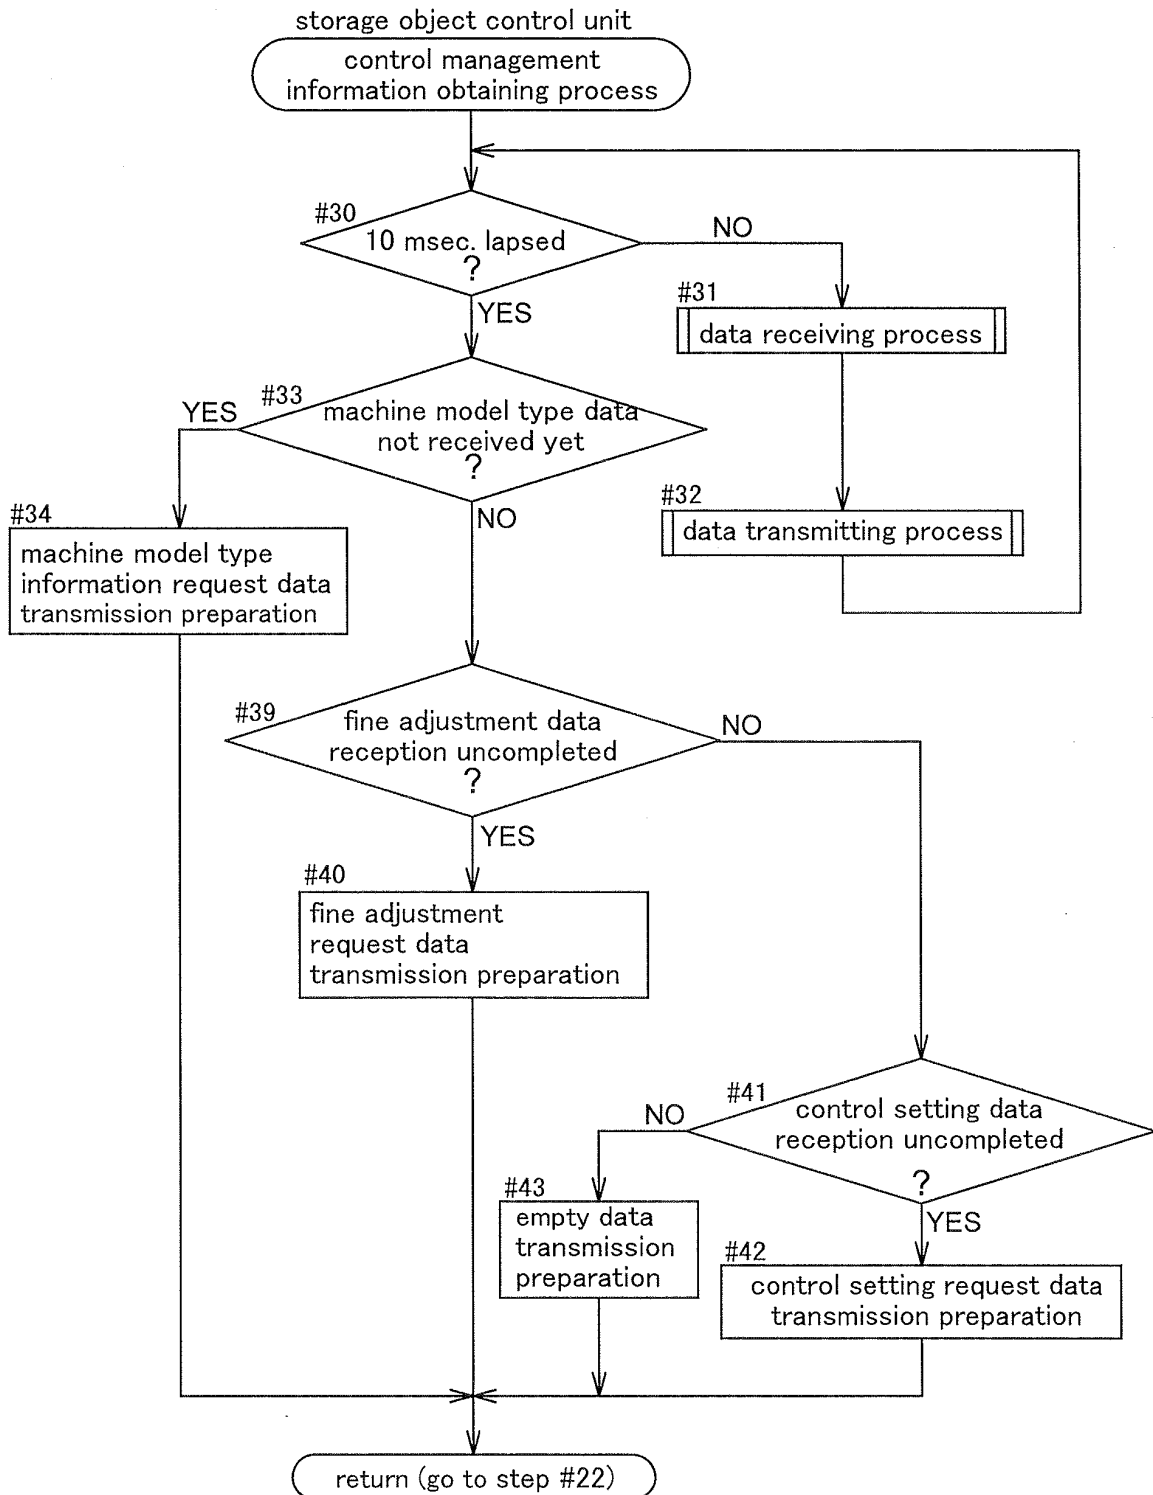 storage object control unit
control management
information obtaining process
#30
10 msec. lapsed
?
NO
YES
#31
data receiving process
#32
data transmitting process
#33
machine model type data
not received yet
?
YES
NO
#34
machine model type
information request data
transmission preparation
#39
fine adjustment data
reception uncompleted
?
NO
YES
#40
fine adjustment
request data
transmission preparation
#41
control setting data
reception uncompleted
?
NO
YES
#43
empty data
transmission
preparation
#42
control setting request data
transmission preparation
return (go to step #22)